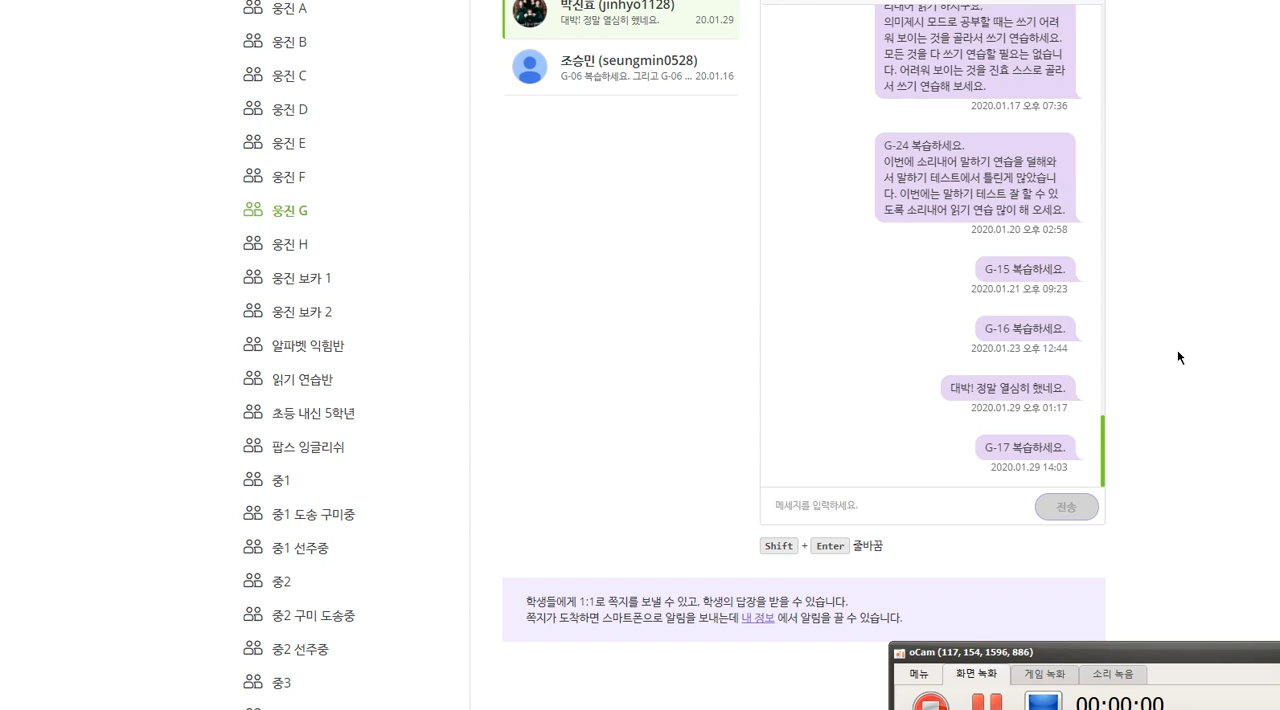 웅진 A
웅진 B
웅진 C
웅진 D
웅진 E
웅진 F
웅진 G
웅진 H
웅진 보카 1
웅진 보카 2
알파벳 익힘반
읽기 연습반
초등 내신 5학년
팝스 잉글리쉬
중1
중1 도송 구미중
중1 선주중
중2
중2 구미 도송중
중2 선주중
중3
박진효 (jinhyo1128)
대박! 정말 열심히 했네요. 20.01.29
조승민 (seungmin0528)
G-06 복습하세요. 그리고 G-06 ... 20.01.16
리내어 읽기 하시구요.
의미제시 모드로 공부할 때는 쓰기 어려
워 보이는 것을 골라서 쓰기 연습하세요.
모든 것을 다 쓰기 연습할 필요는 없습니
다. 어려워 보이는 것을 진효 스스로 골라
서 쓰기 연습해 보세요.
2020.01.17 오후 07:36
G-24 복습하세요.
이번에 소리내어 말하기 연습을 덜해와
서 말하기 테스트에서 틀린게 많았습니
다. 이번에는 말하기 테스트 잘 할 수 있
도록 소리내어 읽기 연습 많이 해 오세요.
2020.01.20 오후 02:58
G-15 복습하세요.
2020.01.21 오후 09:23
G-16 복습하세요.
2020.01.23 오후 12:44
대박! 정말 열심히 했네요.
2020.01.29 오후 01:17
G-17 복습하세요.
2020.01.29 14:03
메세지를 입력하세요.
전송
Shift + Enter 줄바꿈
학생들에게 1:1로 쪽지를 보낼 수 있고, 학생의 답장을 받을 수 있습니다.
쪽지가 도착하면 스마트폰으로 알림을 보내는데 내 정보 에서 알림을 끌 수 있습니다.
oCam (117, 154, 1596, 886)
메뉴
화면 녹화
게임 녹화
소리 녹음
00:00:00